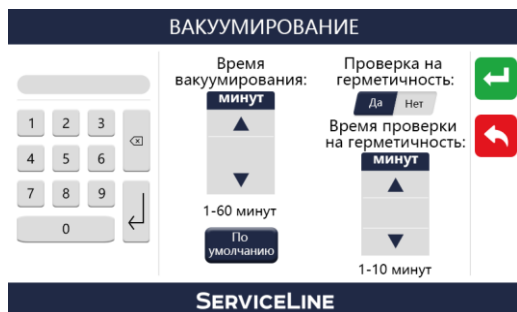 ВАКУУМИРОВАНИЕ
1 2 3
4 5 6
7 8 9
0
Время
вакуумирования:
минут
1-60 минут
По
умолчанию
Проверка на
герметичность:
Да Нет
Время проверки
на герметичность:
минут
1-10 минут
SERVICELINE